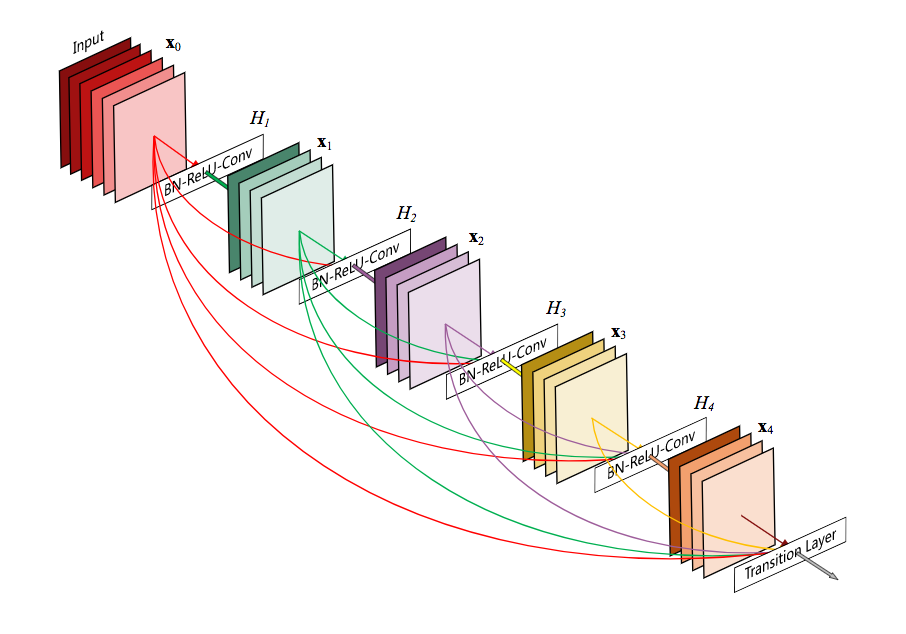 Input
x₀
H₁
BN-ReLU-Conv
x₁
H₂
BN-ReLU-Conv
x₂
H₃
BN-ReLU-Conv
x₃
H₄
BN-ReLU-Conv
x₄
Transition Layer